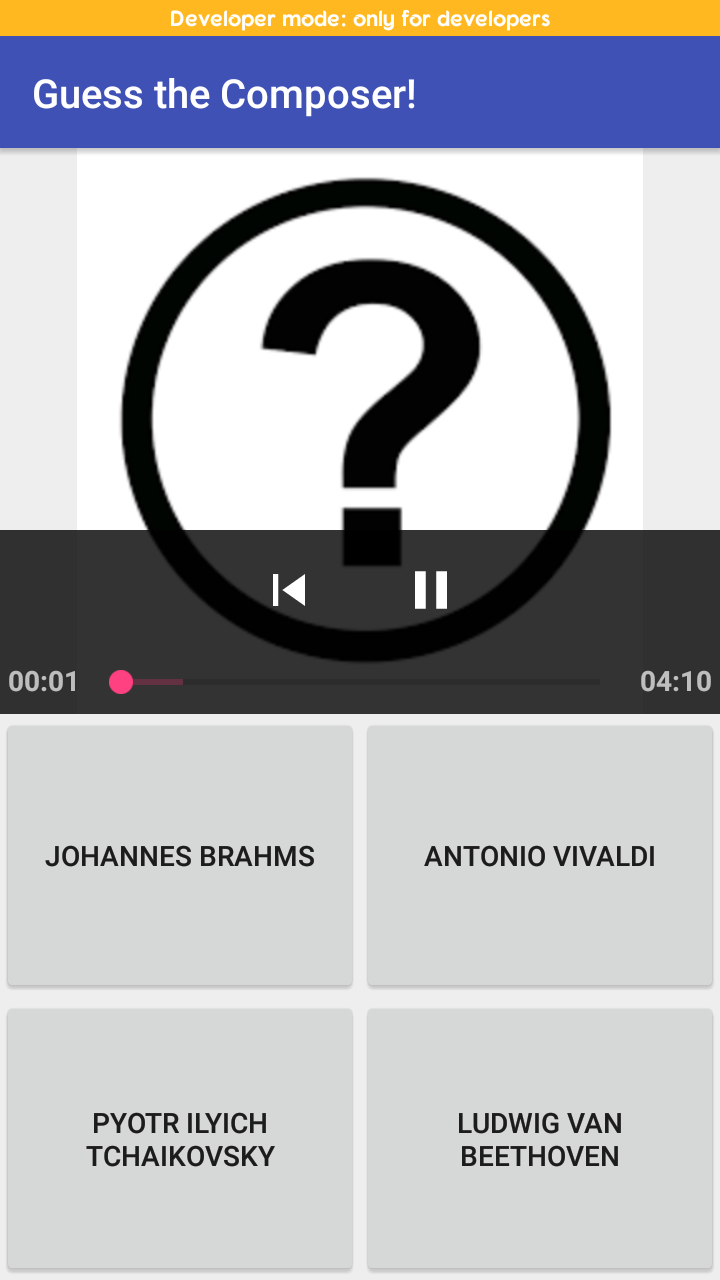 Developer mode: only for developers
Guess the Composer!
?
00:01
04:10
JOHANNES BRAHMS
ANTONIO VIVALDI
PYOTR ILYICH
TCHAIKOVSKY
LUDWIG VAN
BEETHOVEN